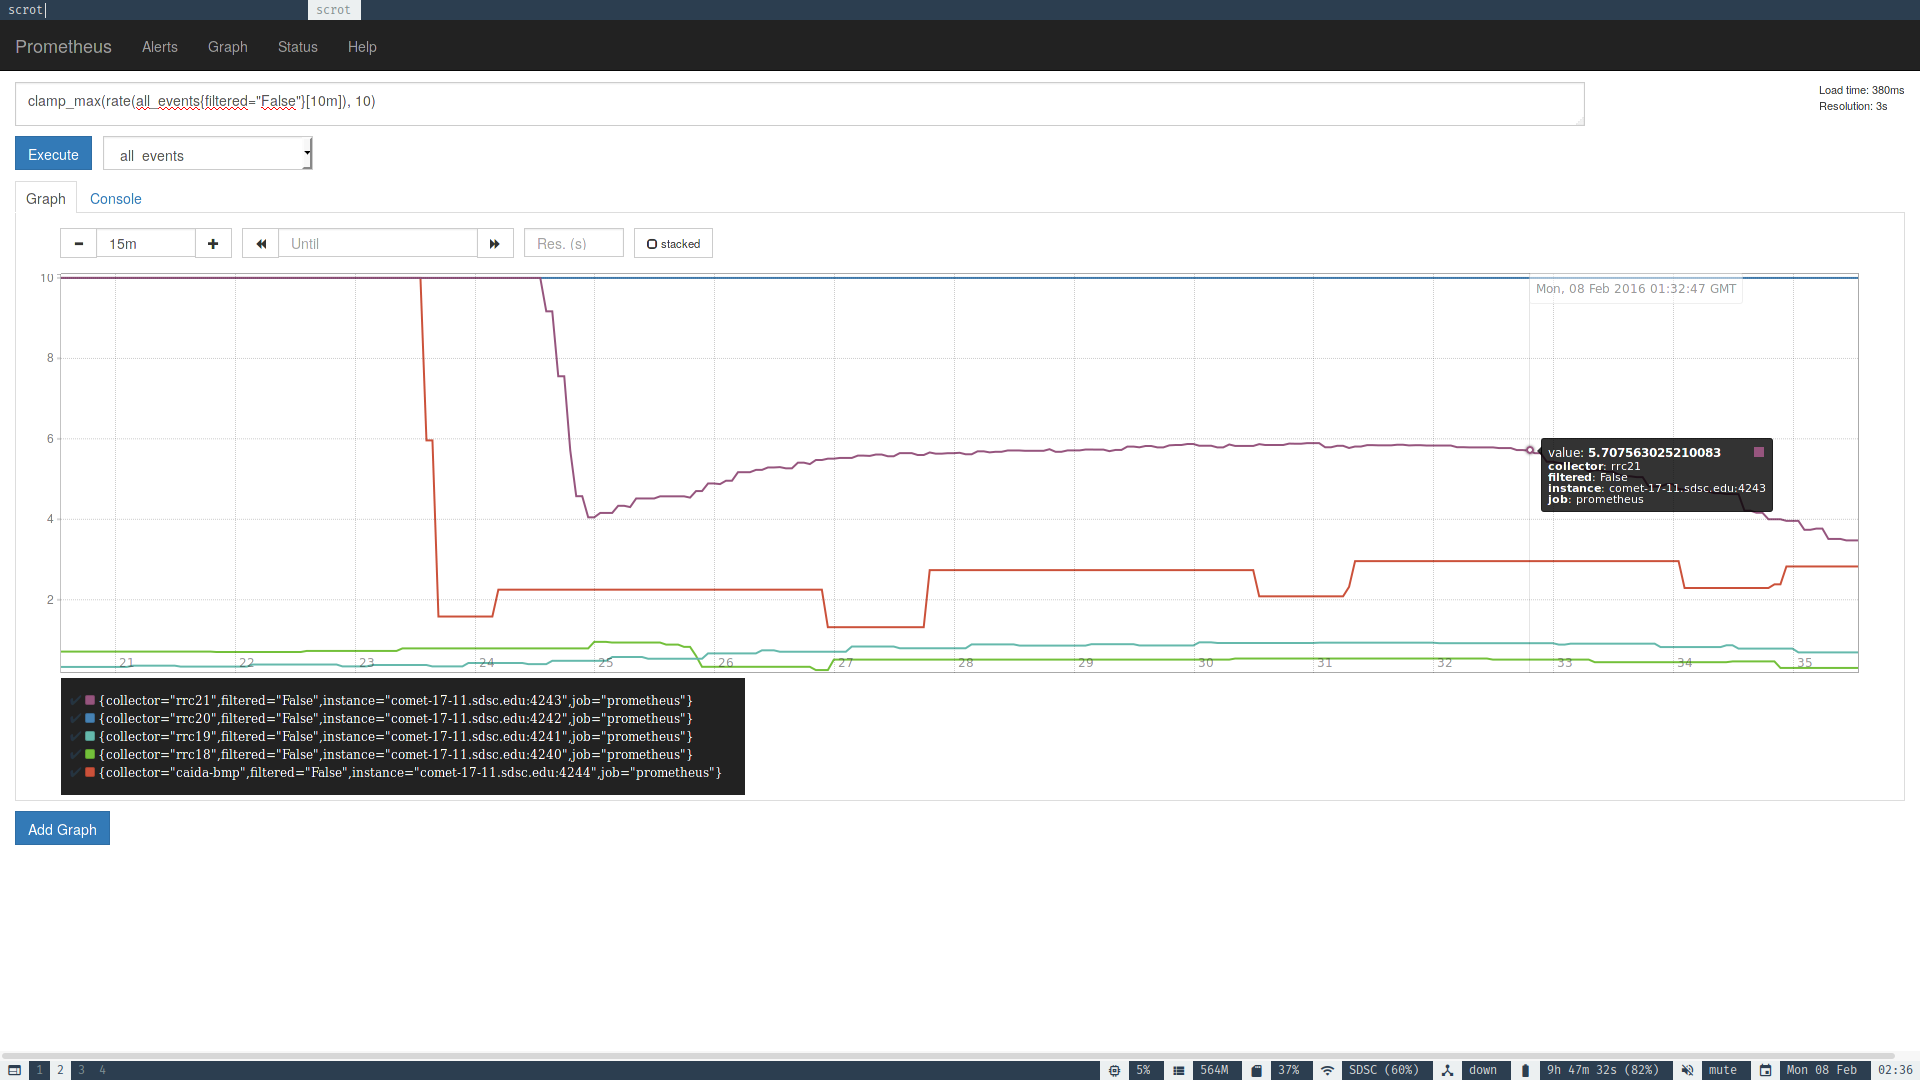 scrot scrot
Prometheus Alerts Graph Status Help
clamp_max(rate(all_events{filtered="False"}[10m]), 10)
Load time: 380ms
Resolution: 3s
Execute all_events
Graph Console
15m Until Res. (s) stacked
10
8
6
4
2
Mon, 08 Feb 2016 01:32:47 GMT
value: 5.707563025210083
collector: rrc21
filtered: False
instance: comet-17-11.sdsc.edu:4243
job: prometheus
21 22 23 24 25 26 27 28 29 30 31 32 33 34 35
{collector="rrc21",filtered="False",instance="comet-17-11.sdsc.edu:4243",job="prometheus"}
{collector="rrc20",filtered="False",instance="comet-17-11.sdsc.edu:4242",job="prometheus"}
{collector="rrc19",filtered="False",instance="comet-17-11.sdsc.edu:4241",job="prometheus"}
{collector="rrc18",filtered="False",instance="comet-17-11.sdsc.edu:4240",job="prometheus"}
{collector="caida-bmp",filtered="False",instance="comet-17-11.sdsc.edu:4244",job="prometheus"}
Add Graph
1 2 3 4 5% 564M 37% SDSC (60%) down 9h 47m 32s (82%) mute Mon 08 Feb 02:36